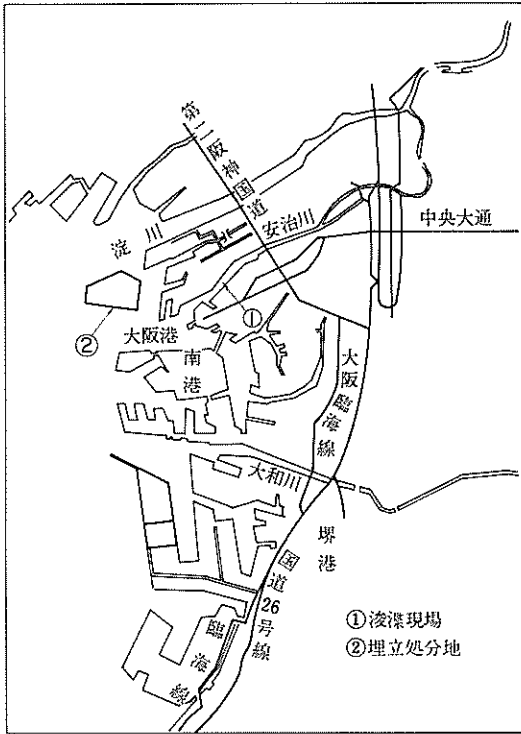 第二阪神国道
淀川
安治川
中央大通
①
②
大阪港
南港
大阪臨海線
大和川
堺港
国道26号線
臨海線
①浚渫現場
②埋立処分地